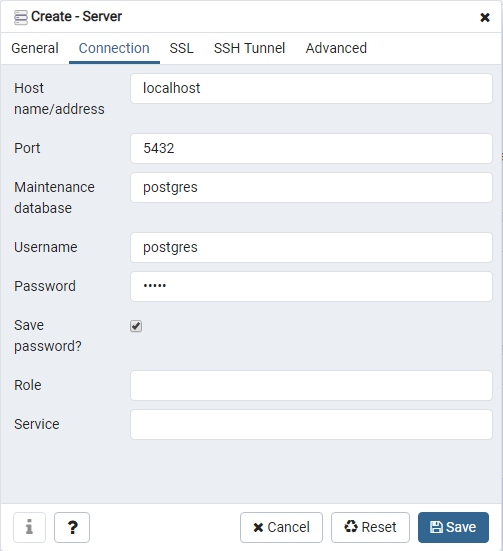 Create - Server
General Connection SSL SSH Tunnel Advanced
Host name/address localhost
Port 5432
Maintenance database postgres
Username postgres
Password •••••
Save password?
Role
Service
? Cancel Reset Save